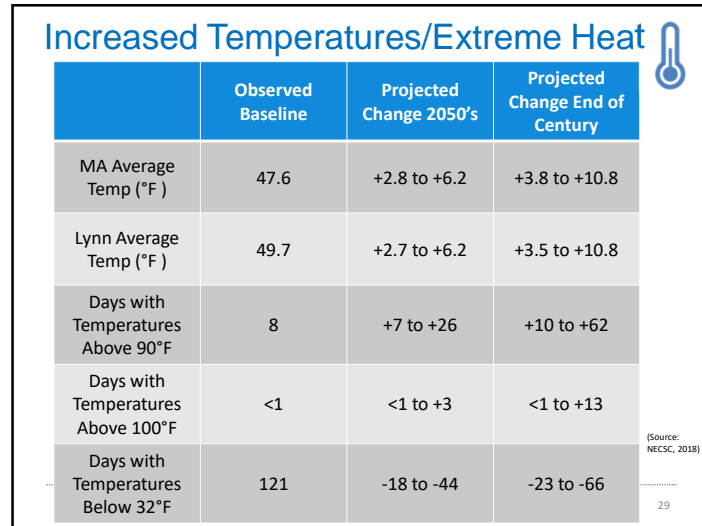 Increased Temperatures/Extreme Heat
Observed
Baseline
Projected
Change 2050's
Projected
Change End of
Century
MA Average
Temp (°F )
47.6
+2.8 to +6.2
+3.8 to +10.8
Lynn Average
Temp (°F )
49.7
+2.7 to +6.2
+3.5 to +10.8
Days with
Temperatures
Above 90°F
8
+7 to +26
+10 to +62
Days with
Temperatures
Above 100°F
<1
<1 to +3
<1 to +13
Days with
Temperatures
Below 32°F
121
-18 to -44
-23 to -66
(Source:
NECSC, 2018)
29